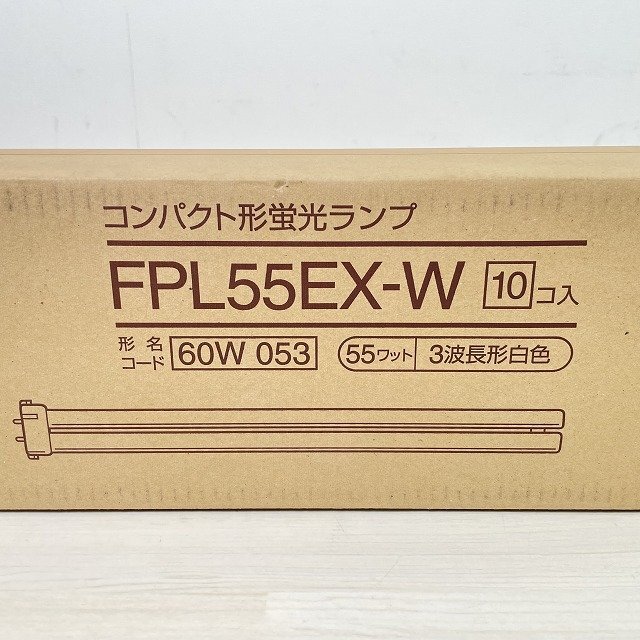 コンパクト形蛍光ランプ
FPL55EX-W 10コ入
形名コード 60W 053 55ワット 3波長形白色